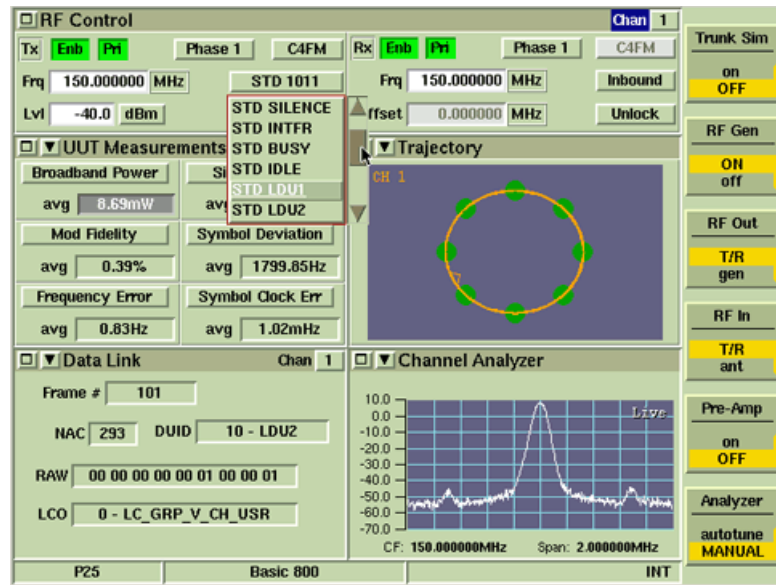 RF Control
Chan 1
Tx Enb Pri Phase 1 C4FM
Rx Enb Pri Phase 1 C4FM
Frq 150.000000 MHz STD 1011
Frq 150.000000 MHz Inbound
Lvl -40.0 dBm
ffset 0.000000 MHz Unlock
STD SILENCE
STD INTFR
STD BUSY
STD IDLE
STD LDU1
STD LDU2
UUT Measurements
Broadband Power
avg 8.69mW
Mod Fidelity Symbol Deviation
avg 0.39% avg 1799.85Hz
Frequency Error Symbol Clock Err
avg 0.83Hz avg 1.02mHz
Trajectory
CH 1
Data Link Chan 1
Frame # 101
NAC 293 DUID 10 - LDU2
RAW 00 00 00 00 00 01 00 00 01
LCO 0 - LC_GRP_V_CH_USR
Channel Analyzer
Live
10.0
0.0
-10.0
-20.0
-30.0
-40.0
-50.0
-60.0
-70.0
CF: 150.000000MHz Span: 2.000000MHz
P25 Basic 800 INT
Trunk Sim
on
OFF
RF Gen
ON
off
RF Out
T/R
gen
RF In
T/R
ant
Pre-Amp
on
OFF
Analyzer
autotune
MANUAL